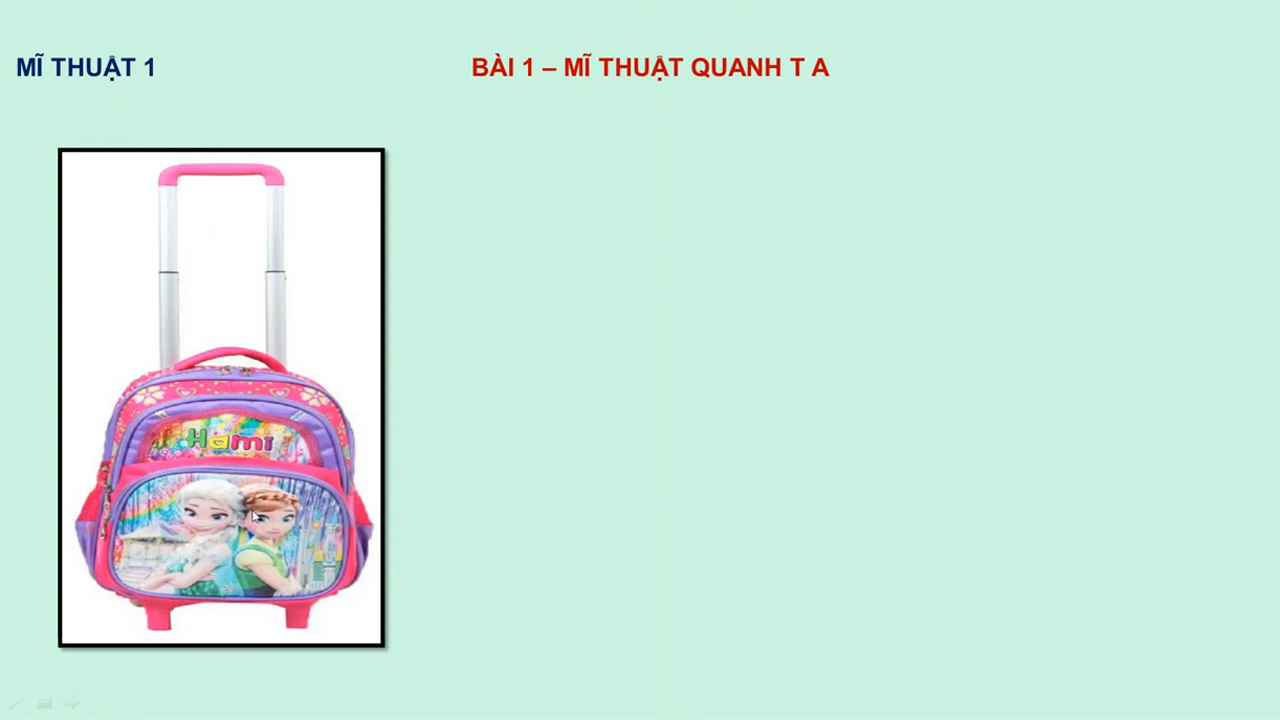 MĨ THUẬT 1
BÀI 1 – MĨ THUẬT QUANH T A
Hami